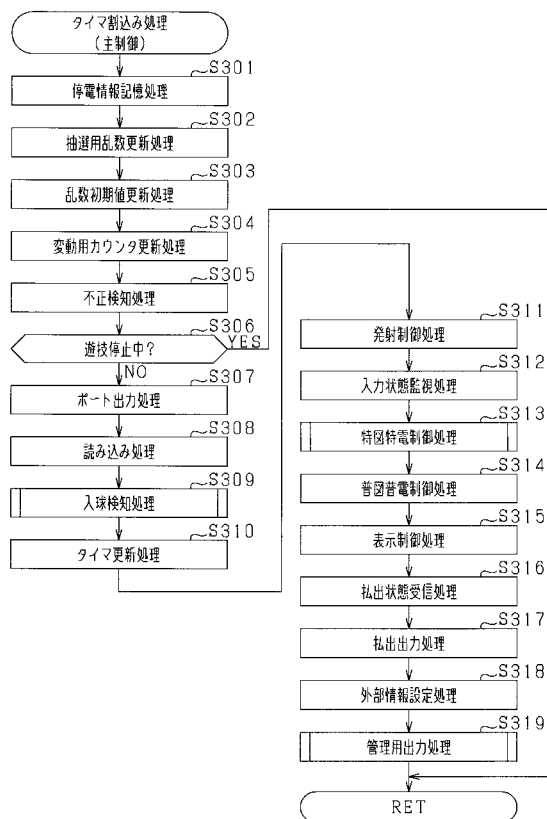 タイマ割込み処理
(主制御)
S301
停電情報記憶処理
S302
抽選用乱数更新処理
S303
乱数初期値更新処理
S304
変動用カウンタ更新処理
S305
不正検知処理
S306
遊技停止中?
YES
NO
S307
ポート出力処理
S308
読み込み処理
S309
入球検知処理
S310
タイマ更新処理
S311
発射制御処理
S312
入力状態監視処理
S313
特図特電制御処理
S314
普図普電制御処理
S315
表示制御処理
S316
払出状態受信処理
S317
払出出力処理
S318
外部情報設定処理
S319
管理用出力処理
RET